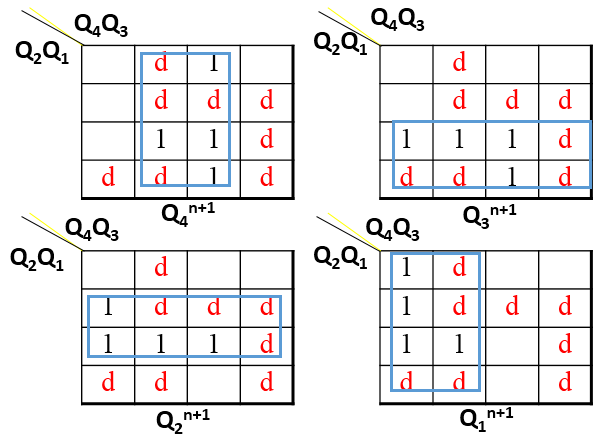 Q₄Q₃
Q₂Q₁
d 1
d d d
1 1 d
d d 1 d
Q₄ⁿ⁺¹
Q₄Q₃
Q₂Q₁
d
d d d
1 1 1 d
d d 1 d
Q₃ⁿ⁺¹
Q₄Q₃
Q₂Q₁
d
1 d d d
1 1 1 d
d d d
Q₂ⁿ⁺¹
Q₄Q₃
Q₂Q₁
1 d
1 d d d
1 1 d
d d d
Q₁ⁿ⁺¹